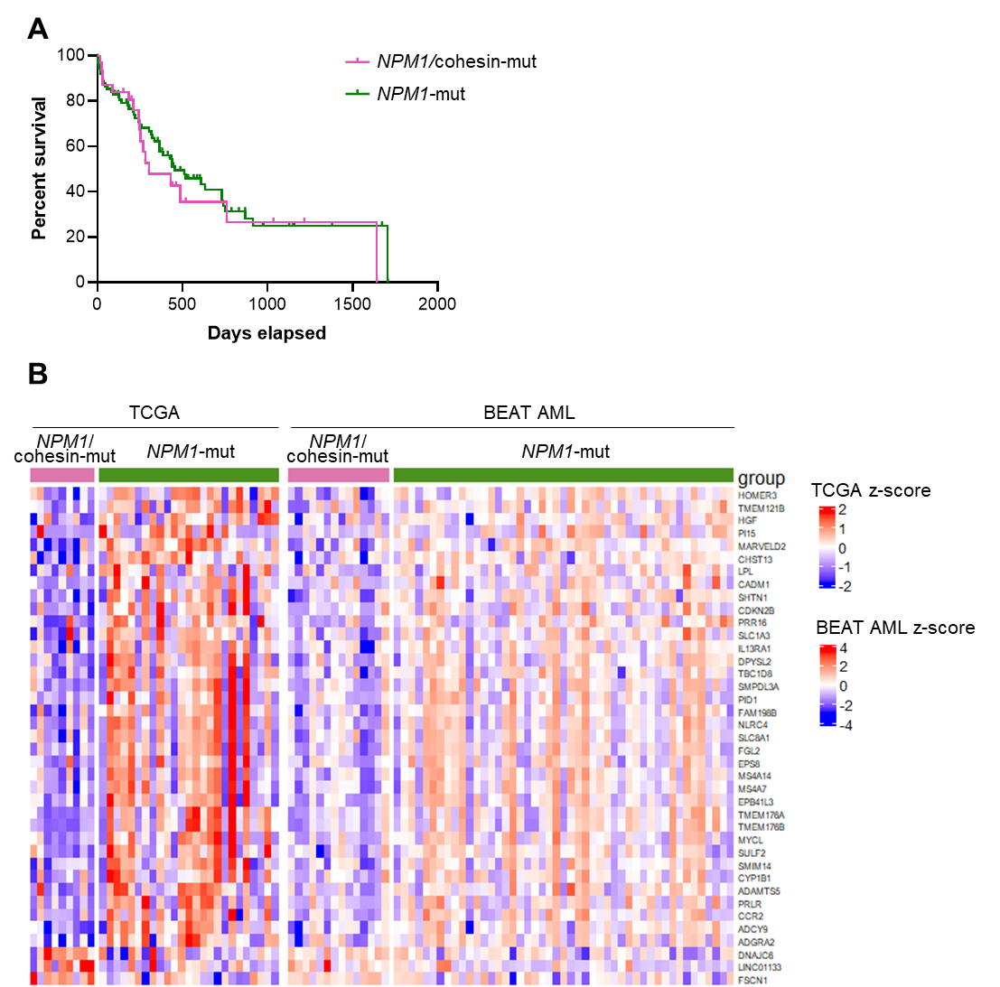 A
100
80
60
40
20
0
Percent survival
0 500 1000 1500 2000
Days elapsed
NPM1/cohesin-mut
NPM1-mut
B
TCGA BEAT AML
NPM1/
cohesin-mut
NPM1-mut
NPM1/
cohesin-mut
NPM1-mut
group
HOMER3
TMEM121B
HGF
PI15
MARVELD2
CHST13
LPL
CADM1
SHTN1
CDKN2B
PRR16
SLC1A3
IL13RA1
DPYSL2
TBC1D8
SMPDL3A
PID1
FAM198B
NLRC4
SLC8A1
FGL2
EPS8
MS4A14
MS4A7
EPB41L3
TMEM176A
TMEM176B
MYCL
SULF2
SMIM14
CYP1B1
ADAMTS5
PRLR
CCR2
ADCY9
ADGRA2
DNAJC6
LINC01133
FSCN1
TCGA z-score
2
1
0
-1
-2
BEAT AML z-score
4
2
0
-2
-4